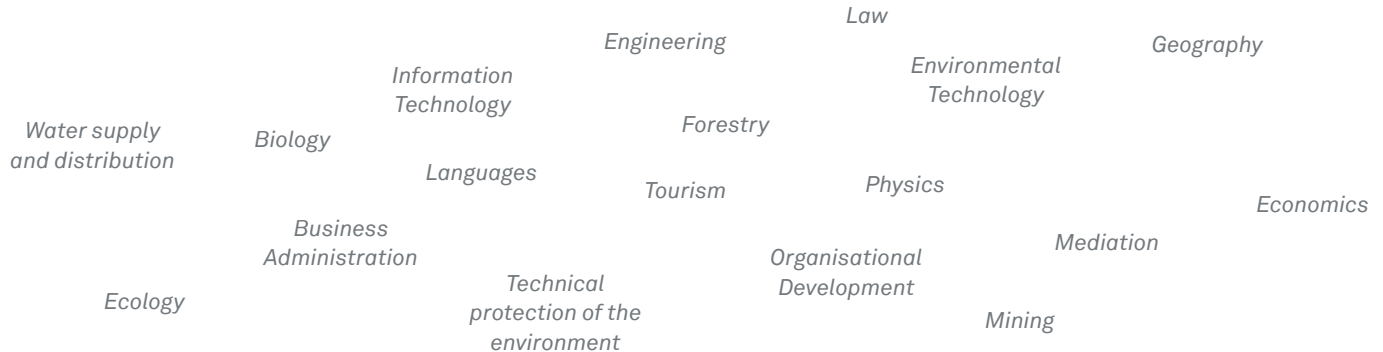 Law
Engineering
Geography
Environmental
Technology
Information
Technology
Forestry
Water supply
and distribution
Biology
Languages
Tourism
Physics
Economics
Business
Administration
Mediation
Organisational
Development
Technical
protection of the
environment
Ecology
Mining